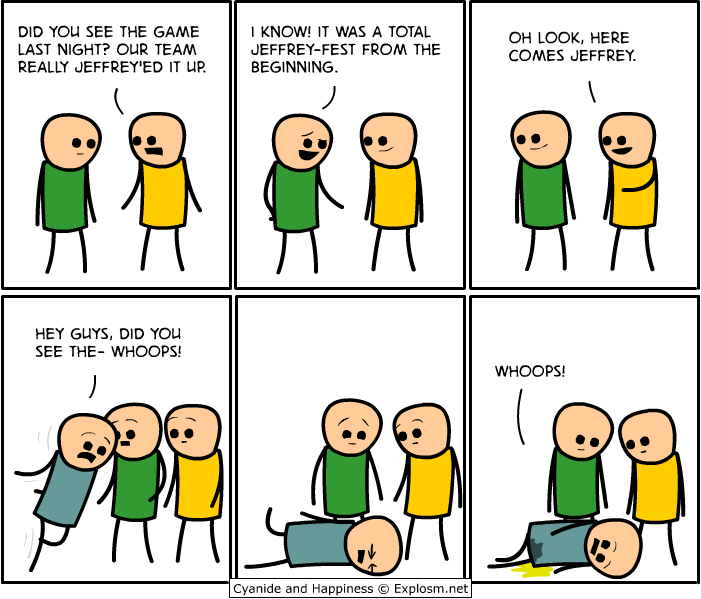 DID YOU SEE THE GAME
LAST NIGHT? OUR TEAM
REALLY JEFFREY'ED IT UP.
I KNOW! IT WAS A TOTAL
JEFFREY-FEST FROM THE
BEGINNING.
OH LOOK, HERE
COMES JEFFREY.
HEY GUYS, DID YOU
SEE THE- WHOOPS!
WHOOPS!
Cyanide and Happiness © Explosm.net